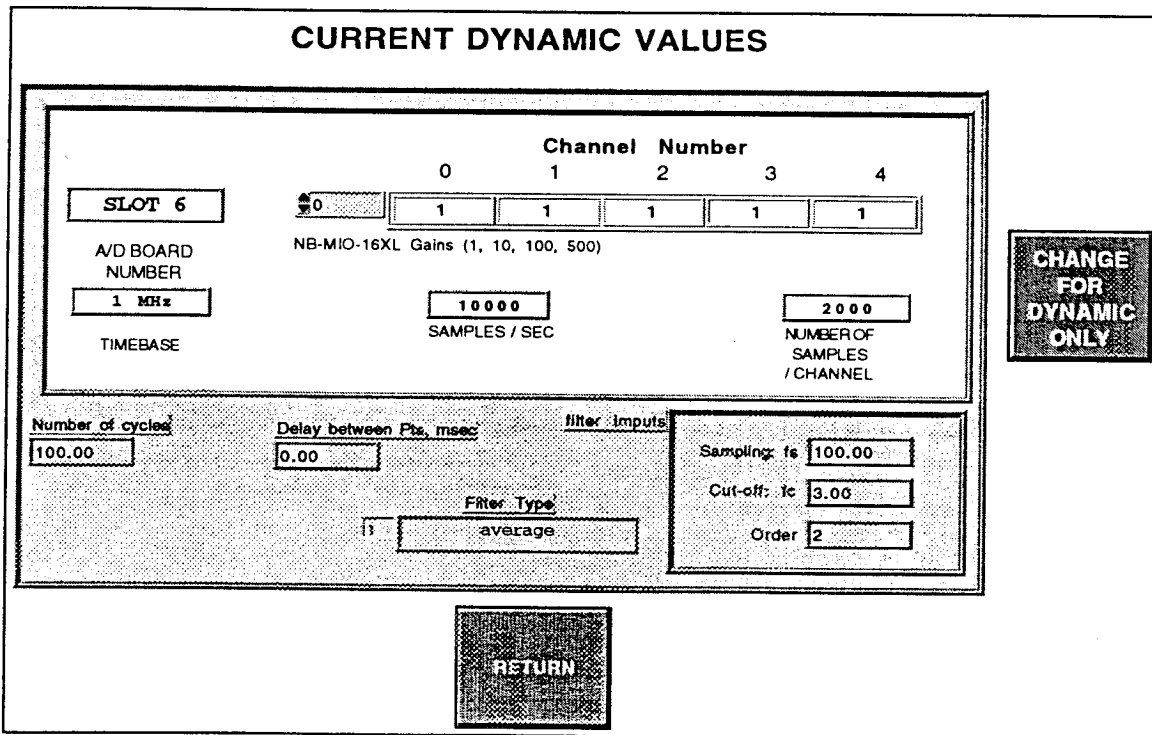 CURRENT DYNAMIC VALUES
Channel Number
0 1 2 3 4
SLOT 6
0 1 1 1 1 1
A/D BOARD
NUMBER
NB-MIO-16XL Gains (1, 10, 100, 500)
1 MHz
10000
2000
TIMEBASE
SAMPLES / SEC
NUMBER OF
SAMPLES
/ CHANNEL
CHANGE
FOR
DYNAMIC
ONLY
Number of cycles
100.00
Delay between Pts, msec
0.00
filter imputs
Sampling: fs 100.00
Cut-off: fc 3.00
Order 2
Filter Type
1 average
RETURN